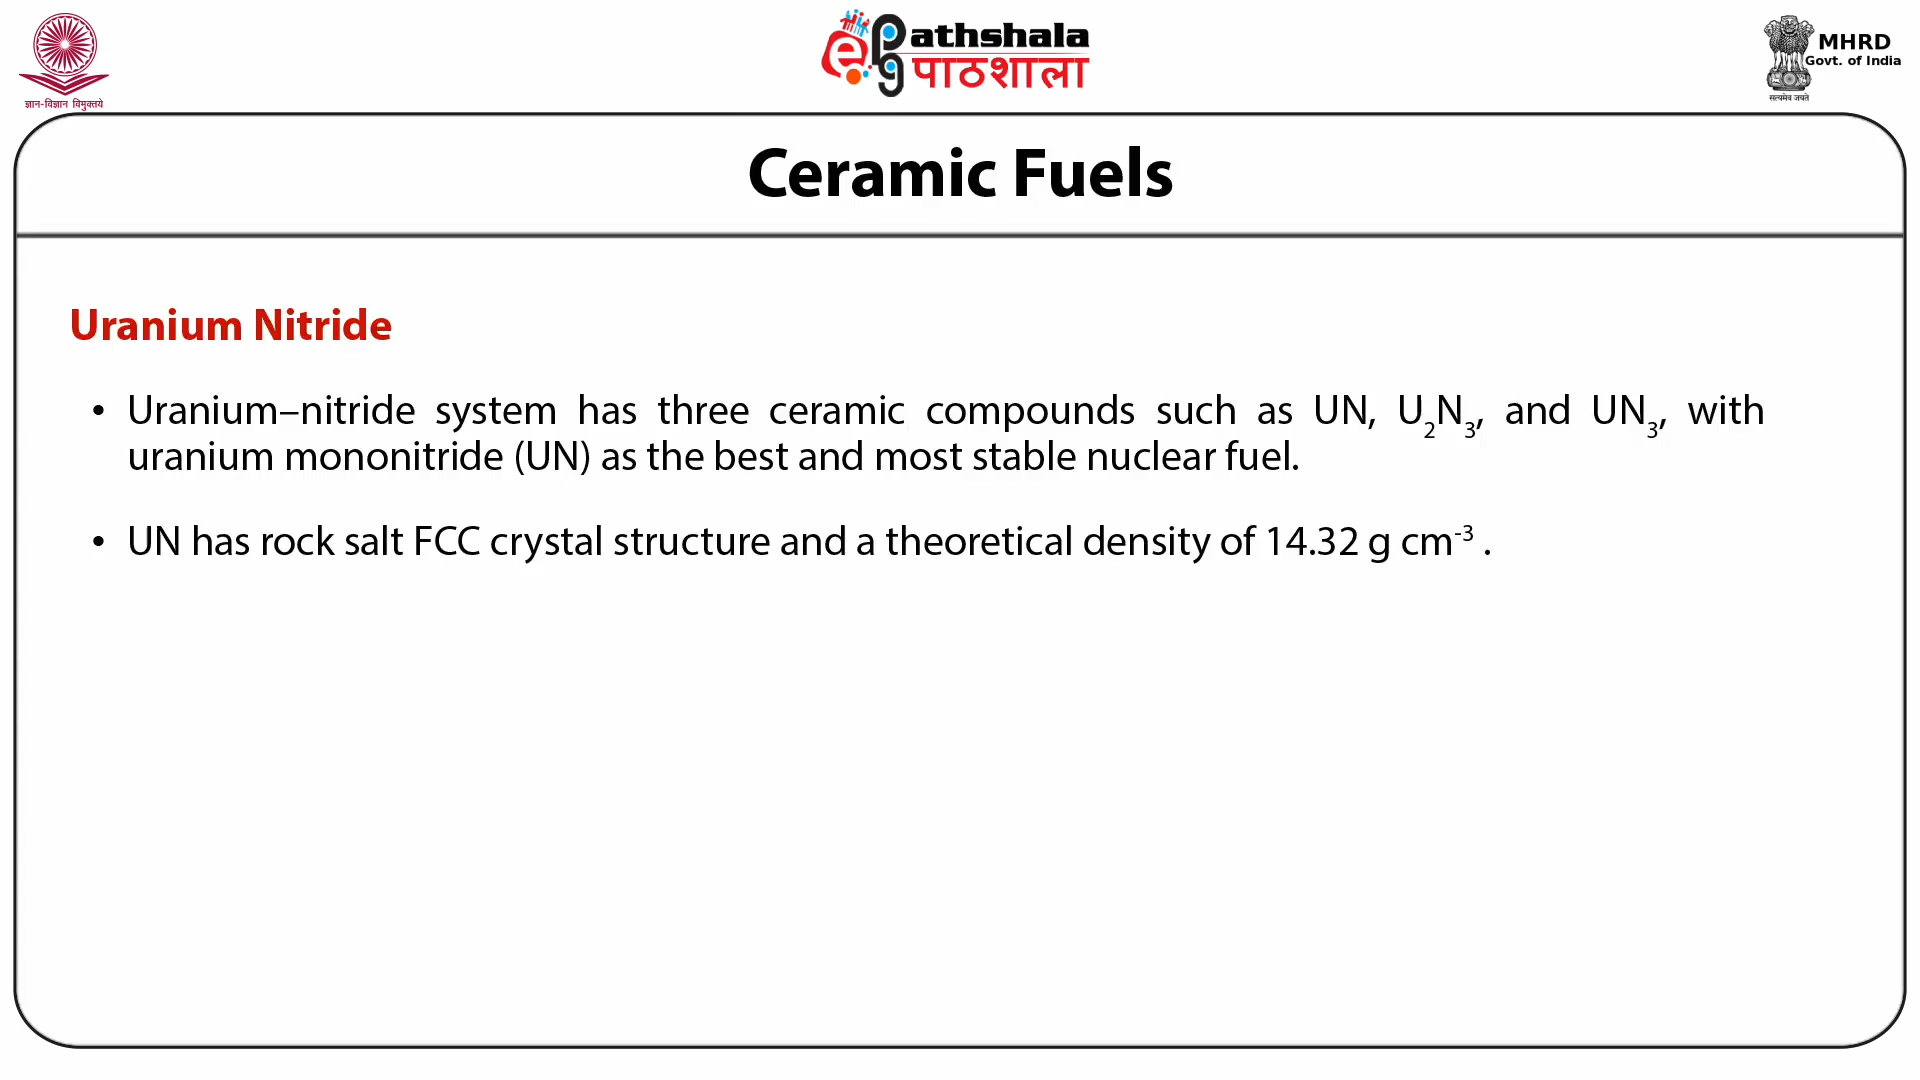 ज्ञान-विज्ञान विमुक्तये
ePathshala
पाठशाला
MHRD
Govt. of India
सत्यमेव जयते
Ceramic Fuels
Uranium Nitride
• Uranium–nitride system has three ceramic compounds such as UN, U₂N₃, and UN₃, with
uranium mononitride (UN) as the best and most stable nuclear fuel.
• UN has rock salt FCC crystal structure and a theoretical density of 14.32 g cm⁻³ .